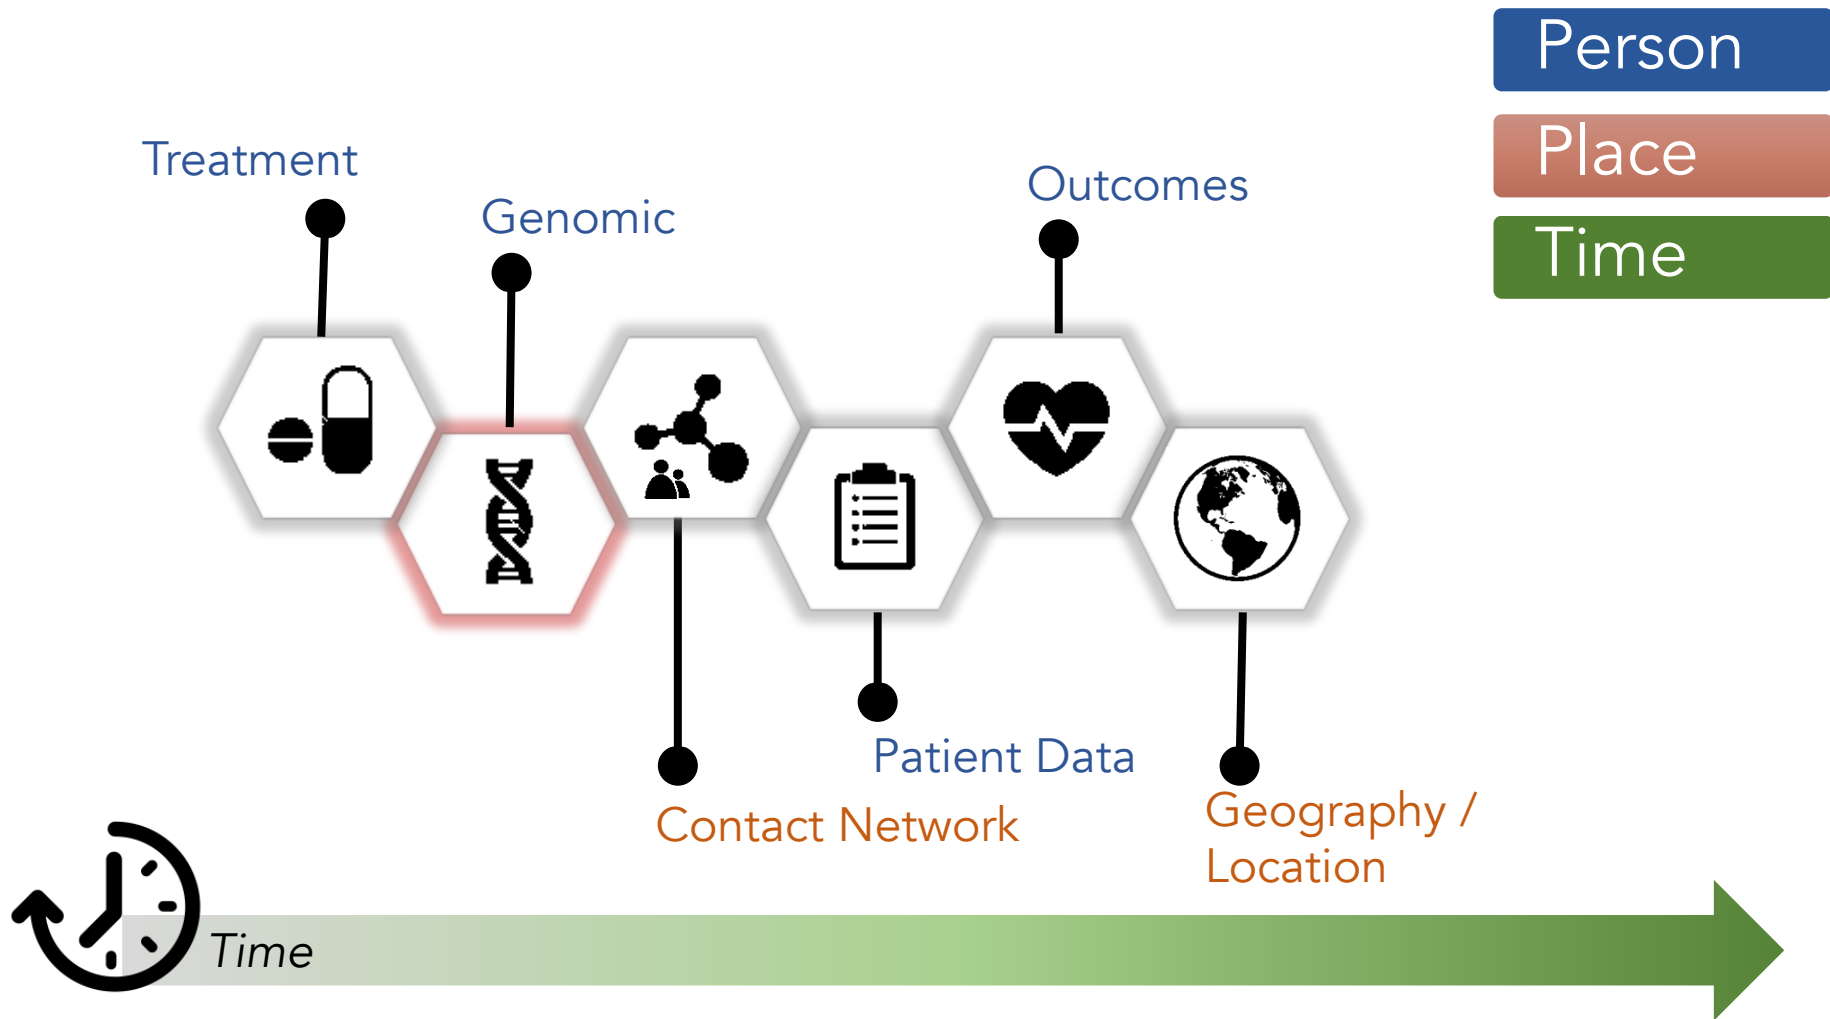 Person
Place
Time
Treatment
Genomic
Outcomes
Patient Data
Contact Network
Geography /
Location
Time